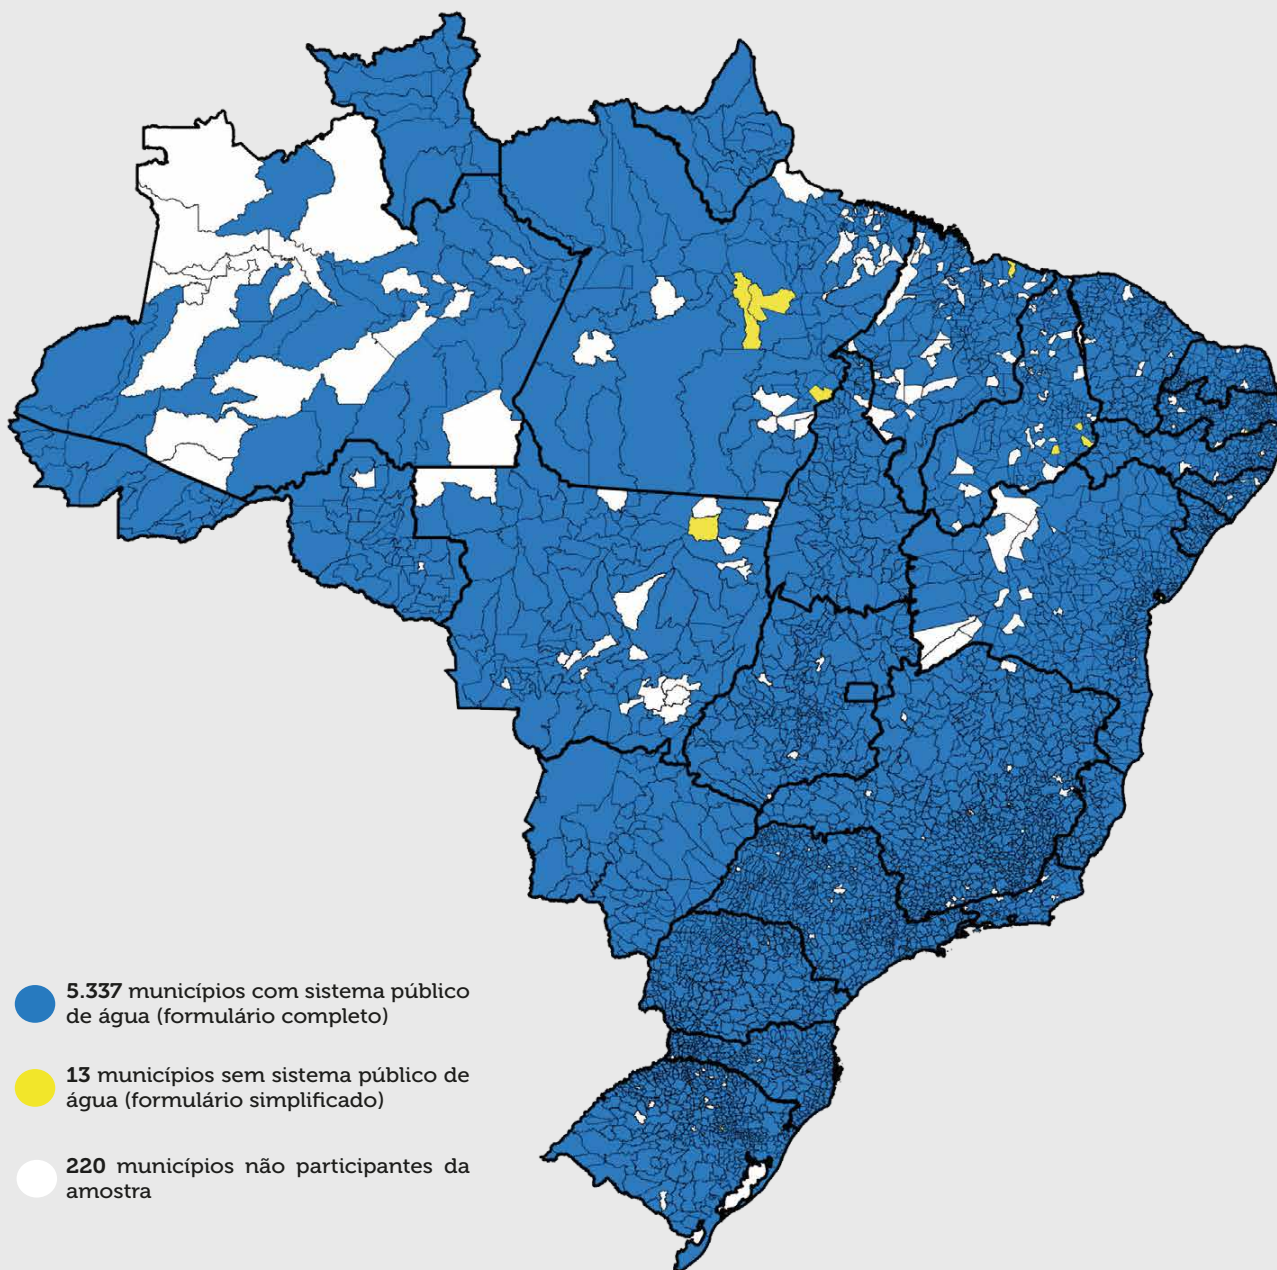 5.337 municípios com sistema público
de água (formulário completo)
13 municípios sem sistema público de
água (formulário simplificado)
220 municípios não participantes da
amostra